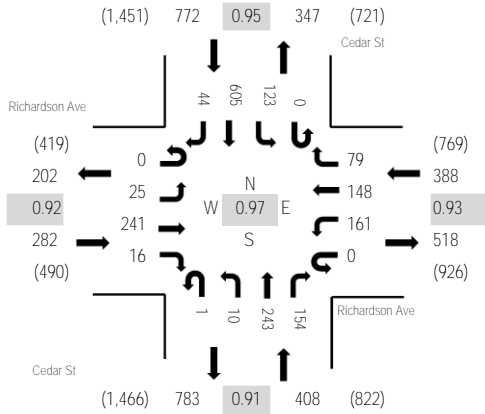 (1,451) 772 0.95 347 (721)
Cedar St
Richardson Ave
44 605 123 0
(419) (769)
0 79
202 388
25 N 148
0.92 W 0.97 E 0.93
241 161
282 S 518
16 0
(490) (926)
1 10 243 154
Richardson Ave
Cedar St
(1,466) 783 0.91 408 (822)